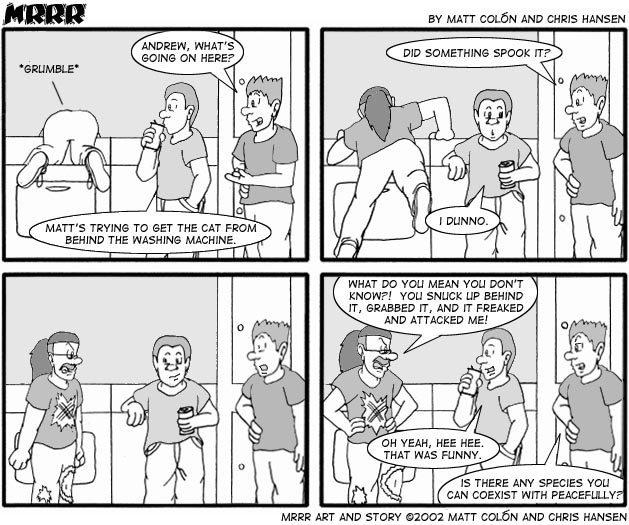 MRRR
BY MATT COLÓN AND CHRIS HANSEN
*GRUMBLE*
ANDREW, WHAT'S
GOING ON HERE?
MATT'S TRYING TO GET THE CAT FROM
BEHIND THE WASHING MACHINE.
DID SOMETHING SPOOK IT?
I DUNNO.
WHAT DO YOU MEAN YOU DON'T
KNOW?! YOU SNUCK UP BEHIND
IT, GRABBED IT, AND IT FREAKED
AND ATTACKED ME!
OH YEAH, HEE HEE.
THAT WAS FUNNY.
IS THERE ANY SPECIES YOU
CAN COEXIST WITH PEACEFULLY?
MRRR ART AND STORY ©2002 MATT COLÓN AND CHRIS HANSEN